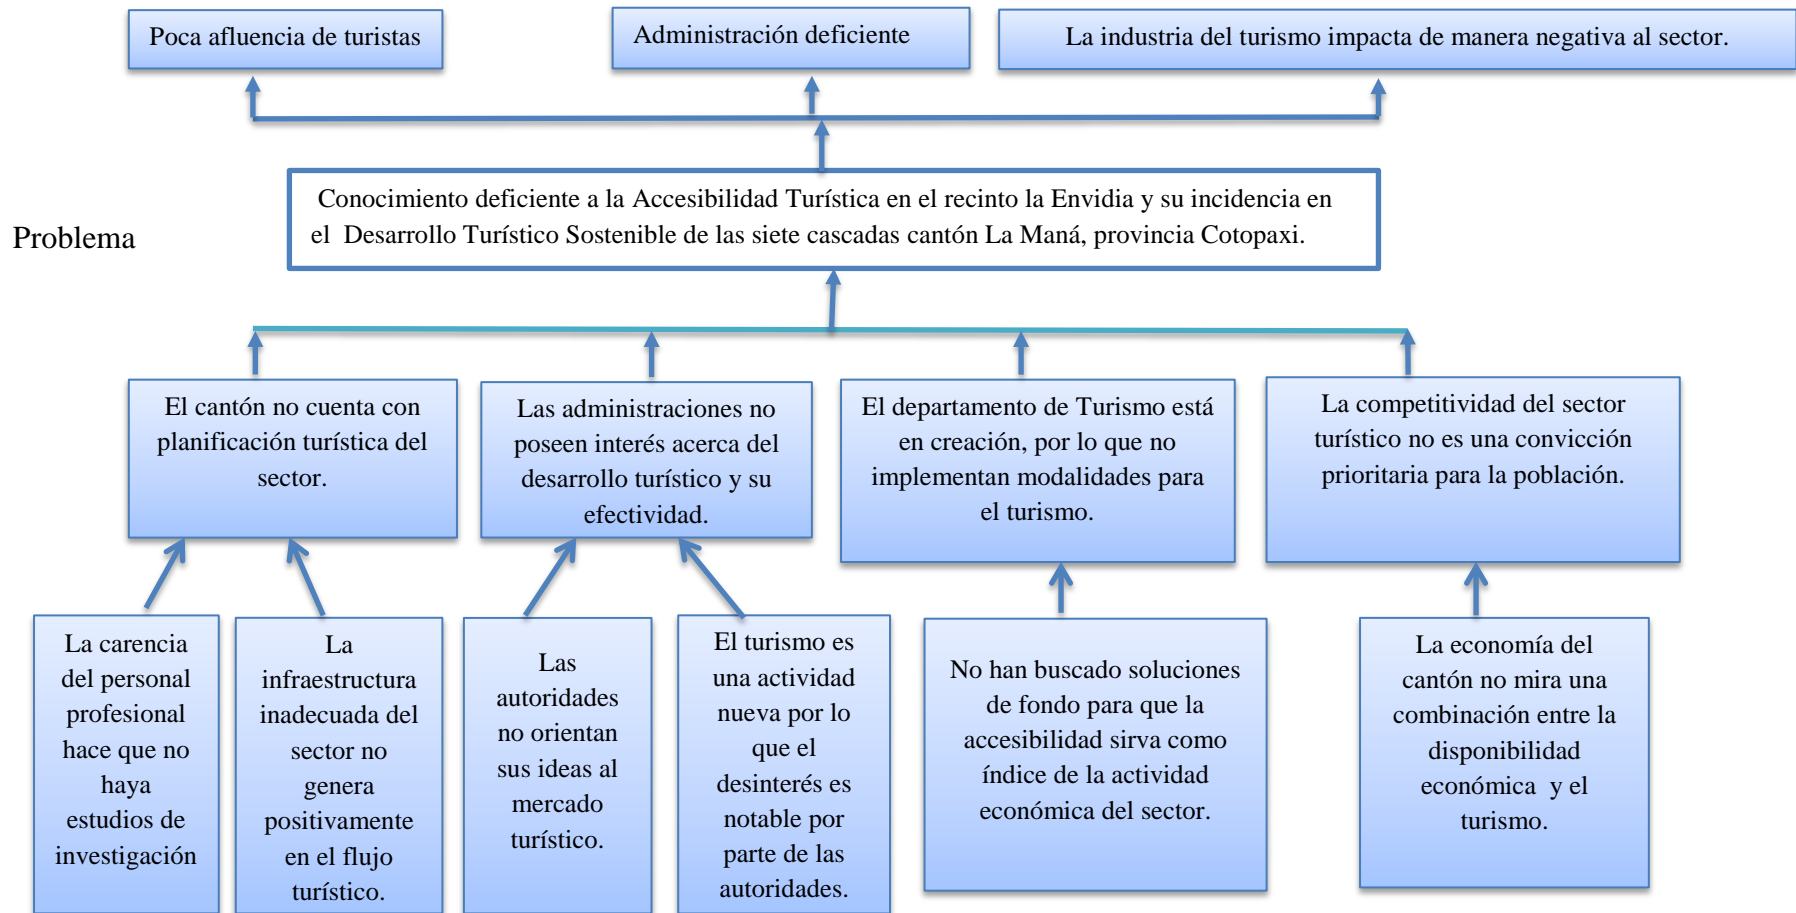 Poca afluencia de turistas
Administración deficiente
La industria del turismo impacta de manera negativa al sector.
Problema
Conocimiento deficiente a la Accesibilidad Turística en el recinto la Envidia y su incidencia en
el Desarrollo Turístico Sostenible de las siete cascadas cantón La Maná, provincia Cotopaxi.
El cantón no cuenta con
planificación turística del
sector.
Las administraciones no
poseen interés acerca del
desarrollo turístico y su
efectividad.
El departamento de Turismo está
en creación, por lo que no
implementan modalidades para
el turismo.
La competitividad del sector
turístico no es una convicción
prioritaria para la población.
La carencia
del personal
profesional
hace que no
haya
estudios de
investigación
La
infraestructura
inadecuada del
sector no
genera
positivamente
en el flujo
turístico.
Las
autoridades
no orientan
sus ideas al
mercado
turístico.
El turismo es
una actividad
nueva por lo
que el
desinterés es
notable por
parte de las
autoridades.
No han buscado soluciones
de fondo para que la
accesibilidad sirva como
índice de la actividad
económica del sector.
La economía del
cantón no mira una
combinación entre la
disponibilidad
económica y el
turismo.